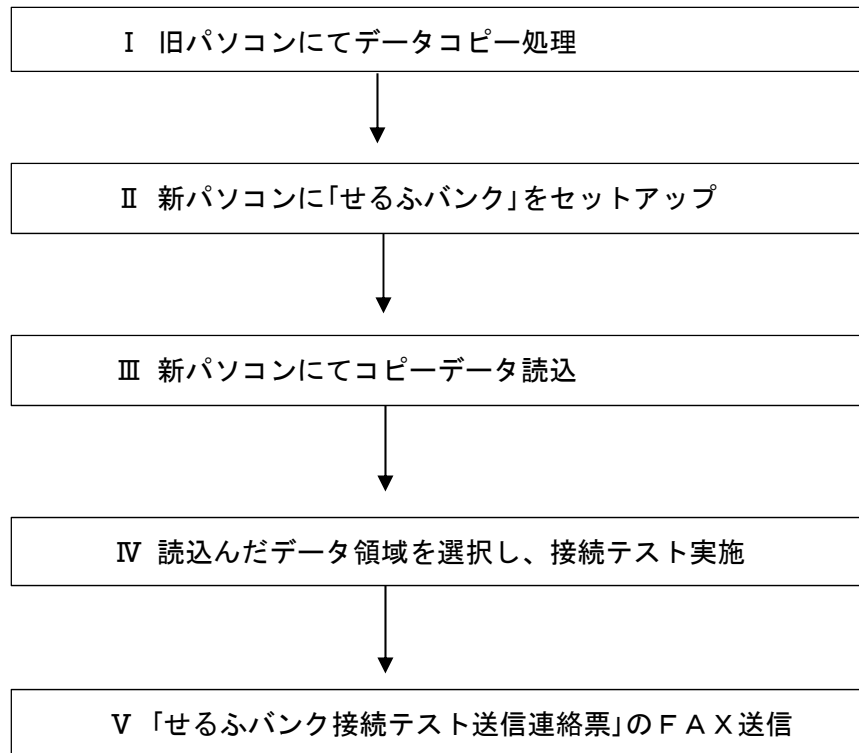 Ⅰ 旧パソコンにてデータコピー処理
Ⅱ 新パソコンに｢せるふバンク｣をセットアップ
Ⅲ 新パソコンにてコピーデータ読込
Ⅳ 読込んだデータ領域を選択し、接続テスト実施
Ⅴ ｢せるふバンク接続テスト送信連絡票｣のＦＡＸ送信